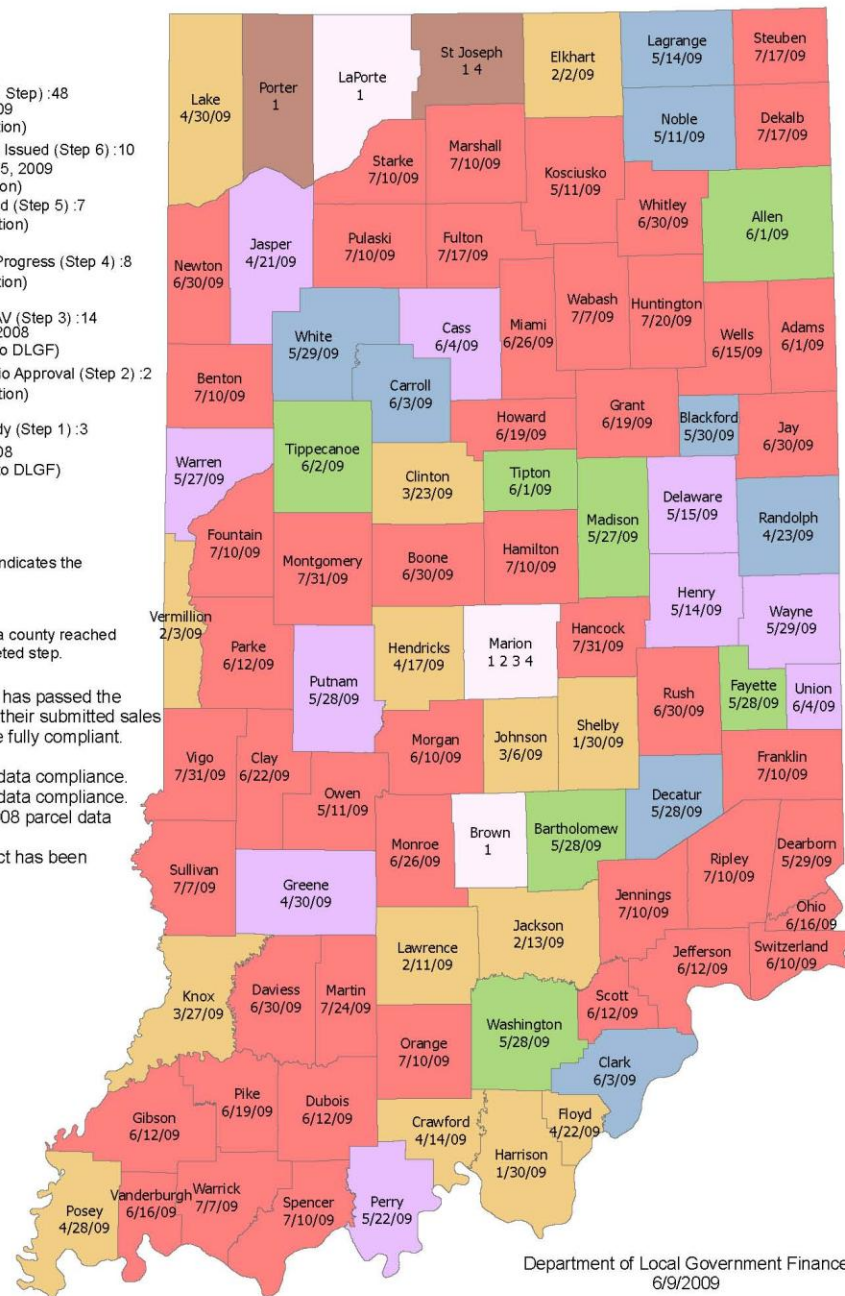 Step) :48
09
tion)
Issued (Step 6) :10
5, 2009
on)
d (Step 5) :7
tion)
Progress (Step 4) :8
tion)
AV (Step 3) :14
2008
to DLGF)
io Approval (Step 2) :2
tion)
dy (Step 1) :3
08
to DLGF)
ndicates the
a county reached
eted step.
has passed the
their submitted sales
e fully compliant.
data compliance.
data compliance.
08 parcel data
ct has been
Lake
4/30/09
Porter
1
LaPorte
1
St Joseph
1 4
Elkhart
2/2/09
Lagrange
5/14/09
Steuben
7/17/09
Noble
5/11/09
Dekalb
7/17/09
Starke
7/10/09
Marshall
7/10/09
Kosciusko
5/11/09
Whitley
6/30/09
Allen
6/1/09
Newton
6/30/09
Jasper
4/21/09
Pulaski
7/10/09
Fulton
7/17/09
Miami
6/26/09
Wabash
7/7/09
Huntington
7/20/09
Wells
6/15/09
Adams
6/1/09
White
5/29/09
Cass
6/4/09
Benton
7/10/09
Carroll
6/3/09
Howard
6/19/09
Grant
6/19/09
Blackford
5/30/09
Jay
6/30/09
Warren
5/27/09
Tippecanoe
6/2/09
Clinton
3/23/09
Tipton
6/1/09
Madison
5/27/09
Delaware
5/15/09
Randolph
4/23/09
Fountain
7/10/09
Montgomery
7/31/09
Boone
6/30/09
Hamilton
7/10/09
Henry
5/14/09
Wayne
5/29/09
Vermillion
2/3/09
Parke
6/12/09
Putnam
5/28/09
Hendricks
4/17/09
Marion
1 2 3 4
Hancock
7/31/09
Rush
6/30/09
Fayette
5/28/09
Union
6/4/09
Vigo
7/31/09
Clay
6/22/09
Owen
5/11/09
Morgan
6/10/09
Johnson
3/6/09
Shelby
1/30/09
Franklin
7/10/09
Decatur
5/28/09
Sullivan
7/7/09
Greene
4/30/09
Monroe
6/26/09
Brown
1
Bartholomew
5/28/09
Jennings
7/10/09
Ripley
7/10/09
Dearborn
5/29/09
Ohio
6/16/09
Lawrence
2/11/09
Jackson
2/13/09
Jefferson
6/12/09
Switzerland
6/10/09
Knox
3/27/09
Daviess
6/30/09
Martin
7/24/09
Orange
7/10/09
Washington
5/28/09
Scott
6/12/09
Clark
6/3/09
Gibson
6/12/09
Pike
6/19/09
Dubois
6/12/09
Crawford
4/14/09
Floyd
4/22/09
Harrison
1/30/09
Posey
4/28/09
Vanderburgh
6/16/09
Warrick
7/7/09
Spencer
7/10/09
Perry
5/22/09
Department of Local Government Finance
6/9/2009